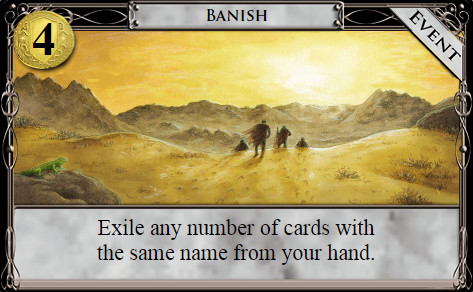 BANISH
EVENT
4
Exile any number of cards with
the same name from your hand.